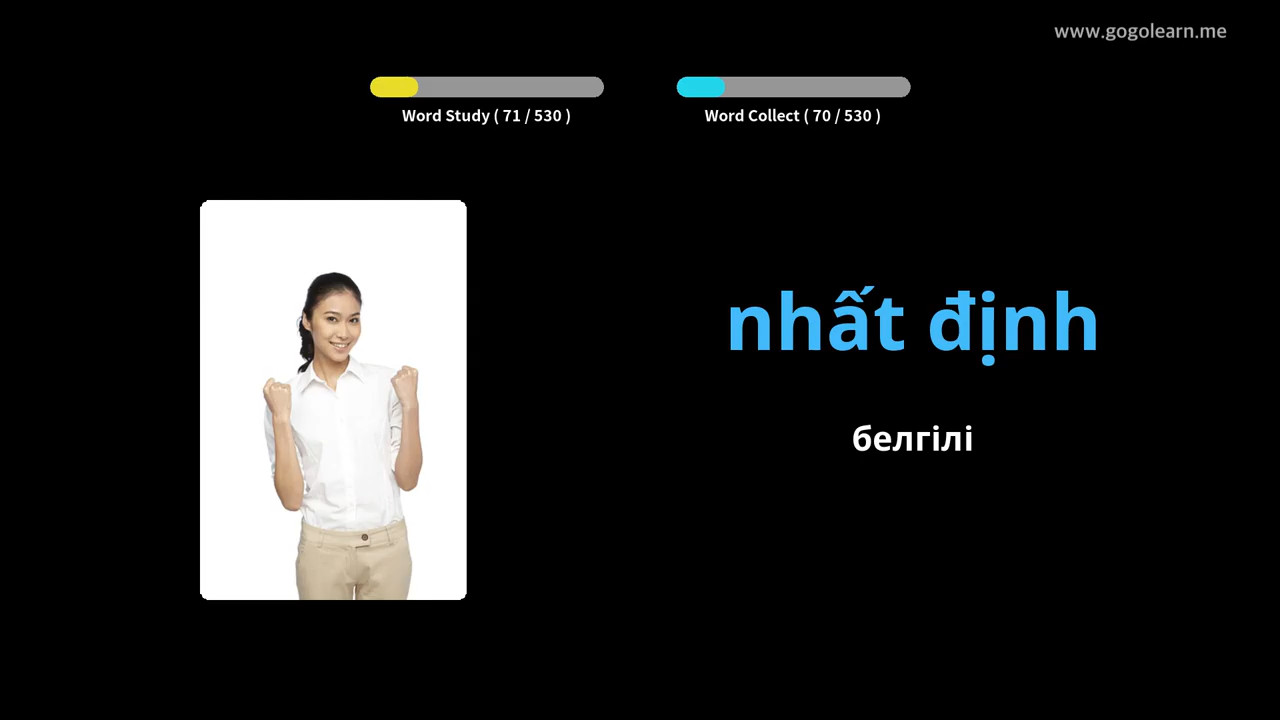 www.gogolearn.me
Word Study ( 71 / 530 )
Word Collect ( 70 / 530 )
nhất định
белгілі